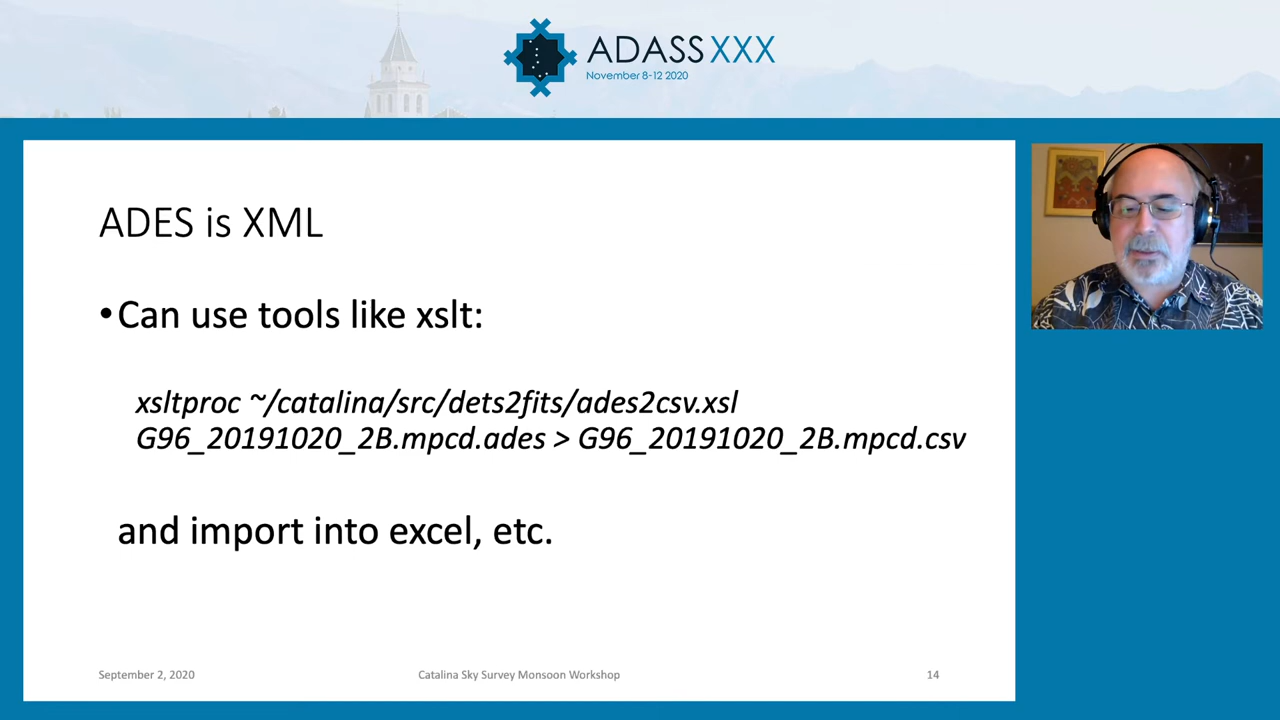 ADASS XXX
November 8-12 2020
ADES is XML
•Can use tools like xslt:
xsltproc ~/catalina/src/dets2fits/ades2csv.xsl
G96_20191020_2B.mpcd.ades > G96_20191020_2B.mpcd.csv
and import into excel, etc.
September 2, 2020
Catalina Sky Survey Monsoon Workshop
14